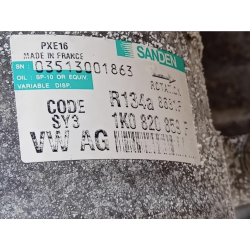 PXE16
MADE IN FRANCE
SANDEN
SN 03513001863
OIL : SP-10 OR EQUIV.
VARIABLE DISP.
ROTATION
CODE
SY3
R134a
VW AG
1K0 820 859 F